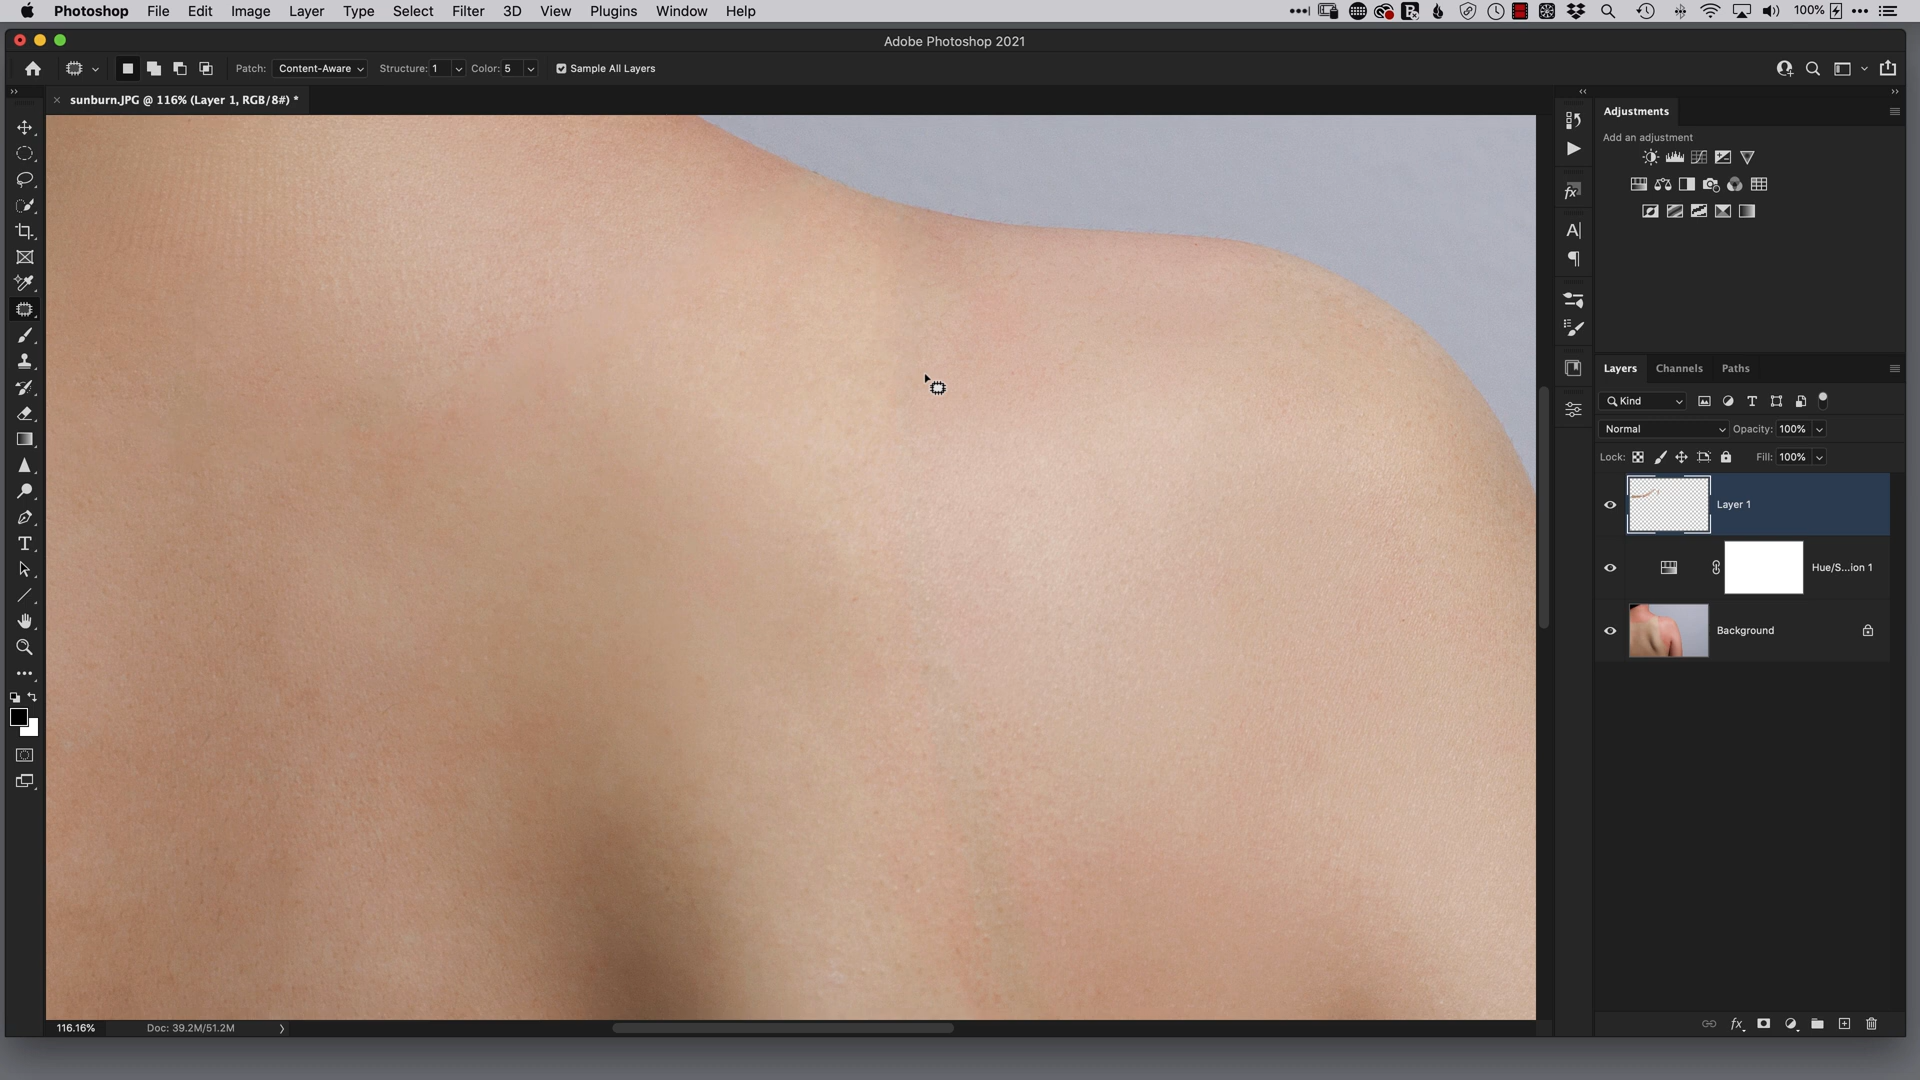 Photoshop File Edit Image Layer Type Select Filter 3D View Plugins Window Help 100%
Adobe Photoshop 2021
Patch: Content-Aware Structure: 1 Color: 5 Sample All Layers
sunburn.JPG @ 116% (Layer 1, RGB/8#) *
Adjustments
Add an adjustment
Layers Channels Paths
Kind
Normal Opacity: 100%
Lock: Fill: 100%
Layer 1
Hue/S...ion 1
Background
116.16% Doc: 39.2M/51.2M